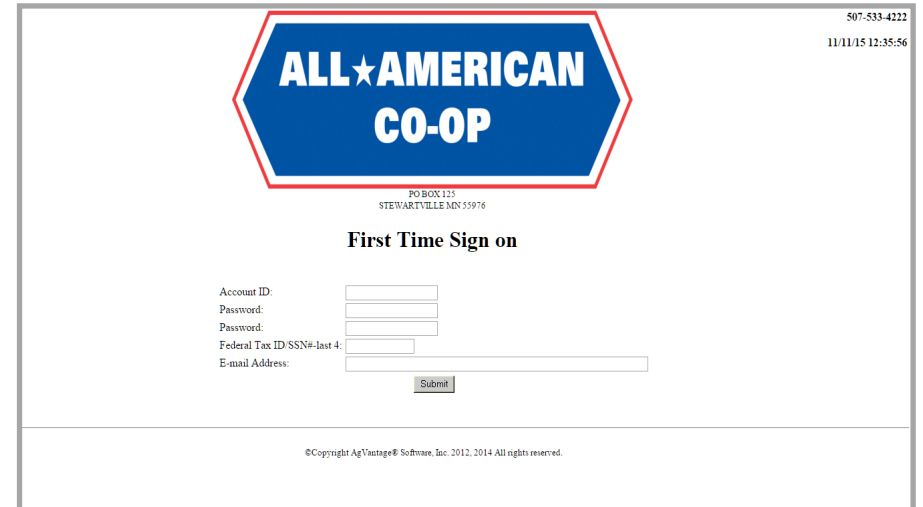 507-533-4222
11/11/15 12:35:56
ALL★AMERICAN
CO-OP
PO BOX 125
STEWARTVILLE MN 55976
First Time Sign on
Account ID:
Password:
Password:
Federal Tax ID/SSN#-last 4:
E-mail Address:
Submit
©Copyright AgVantage® Software, Inc. 2012, 2014 All rights reserved.